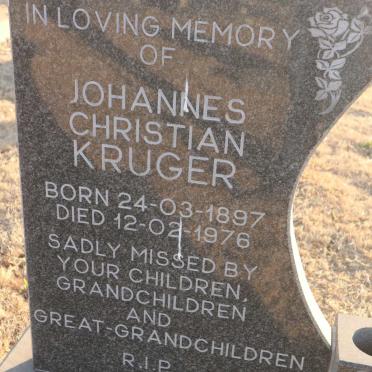 IN LOVING MEMORY
OF
JOHANNES
CHRISTIAN
KRUGER
BORN 24-03-1897
DIED 12-02-1976
SADLY MISSED BY
YOUR CHILDREN,
GRANDCHILDREN
AND
GREAT-GRANDCHILDREN
R.I.P.